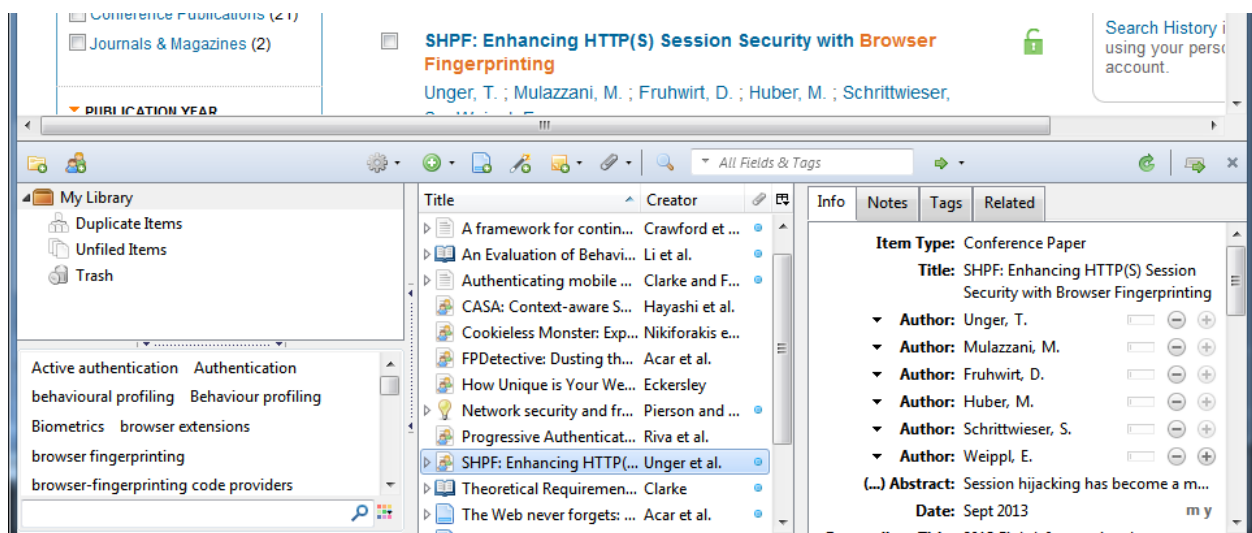 Conference Publications (21)
Journals & Magazines (2)
PUBLICATION YEAR
SHPF: Enhancing HTTP(S) Session Security with Browser
Fingerprinting
Unger, T. ; Mulazzani, M. ; Fruhwirt, D. ; Huber, M. ; Schrittwieser,
Search History i
using your perso
account.
All Fields & Tags
My Library
Duplicate Items
Unfiled Items
Trash
Active authentication Authentication
behavioural profiling Behaviour profiling
Biometrics browser extensions
browser fingerprinting
browser-fingerprinting code providers
Title Creator
A framework for contin... Crawford et ...
An Evaluation of Behavi... Li et al.
Authenticating mobile ... Clarke and F...
CASA: Context-aware S... Hayashi et al.
Cookieless Monster: Exp... Nikiforakis e...
FPDetective: Dusting th... Acar et al.
How Unique is Your We... Eckersley
Network security and fr... Pierson and ...
Progressive Authenticat... Riva et al.
SHPF: Enhancing HTTP(... Unger et al.
Theoretical Requiremen... Clarke
The Web never forgets: ... Acar et al.
Info Notes Tags Related
Item Type: Conference Paper
Title: SHPF: Enhancing HTTP(S) Session
Security with Browser Fingerprinting
Author: Unger, T.
Author: Mulazzani, M.
Author: Fruhwirt, D.
Author: Huber, M.
Author: Schrittwieser, S.
Author: Weippl, E.
(...) Abstract: Session hijacking has become a m...
Date: Sept 2013 m y